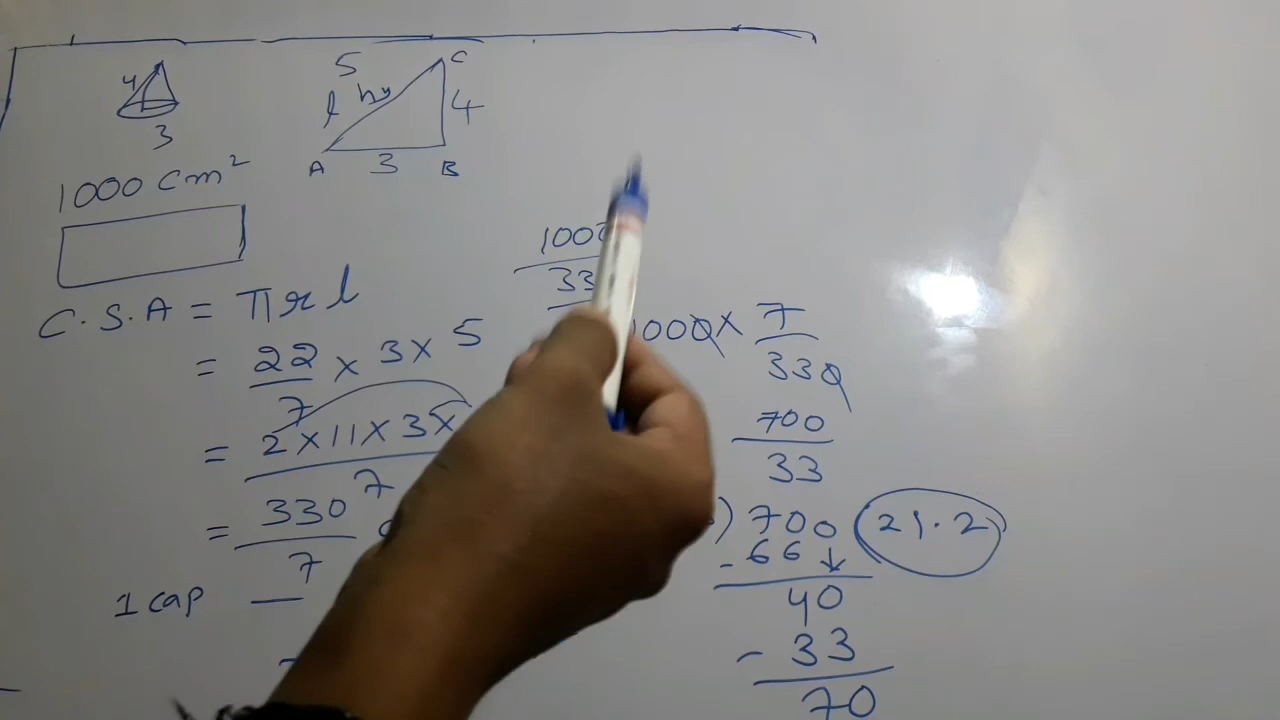 4
3
5
l hy
C
4
A 3 B
1000 cm²
C.S.A = πrl
= 22/7 × 3 × 5
= 2×11×3×
7
= 330/7
1 cap —
1000
33
1000 × 7/330
700/33
) 700 ( 21.2
- 66 ↓
40
- 33
70